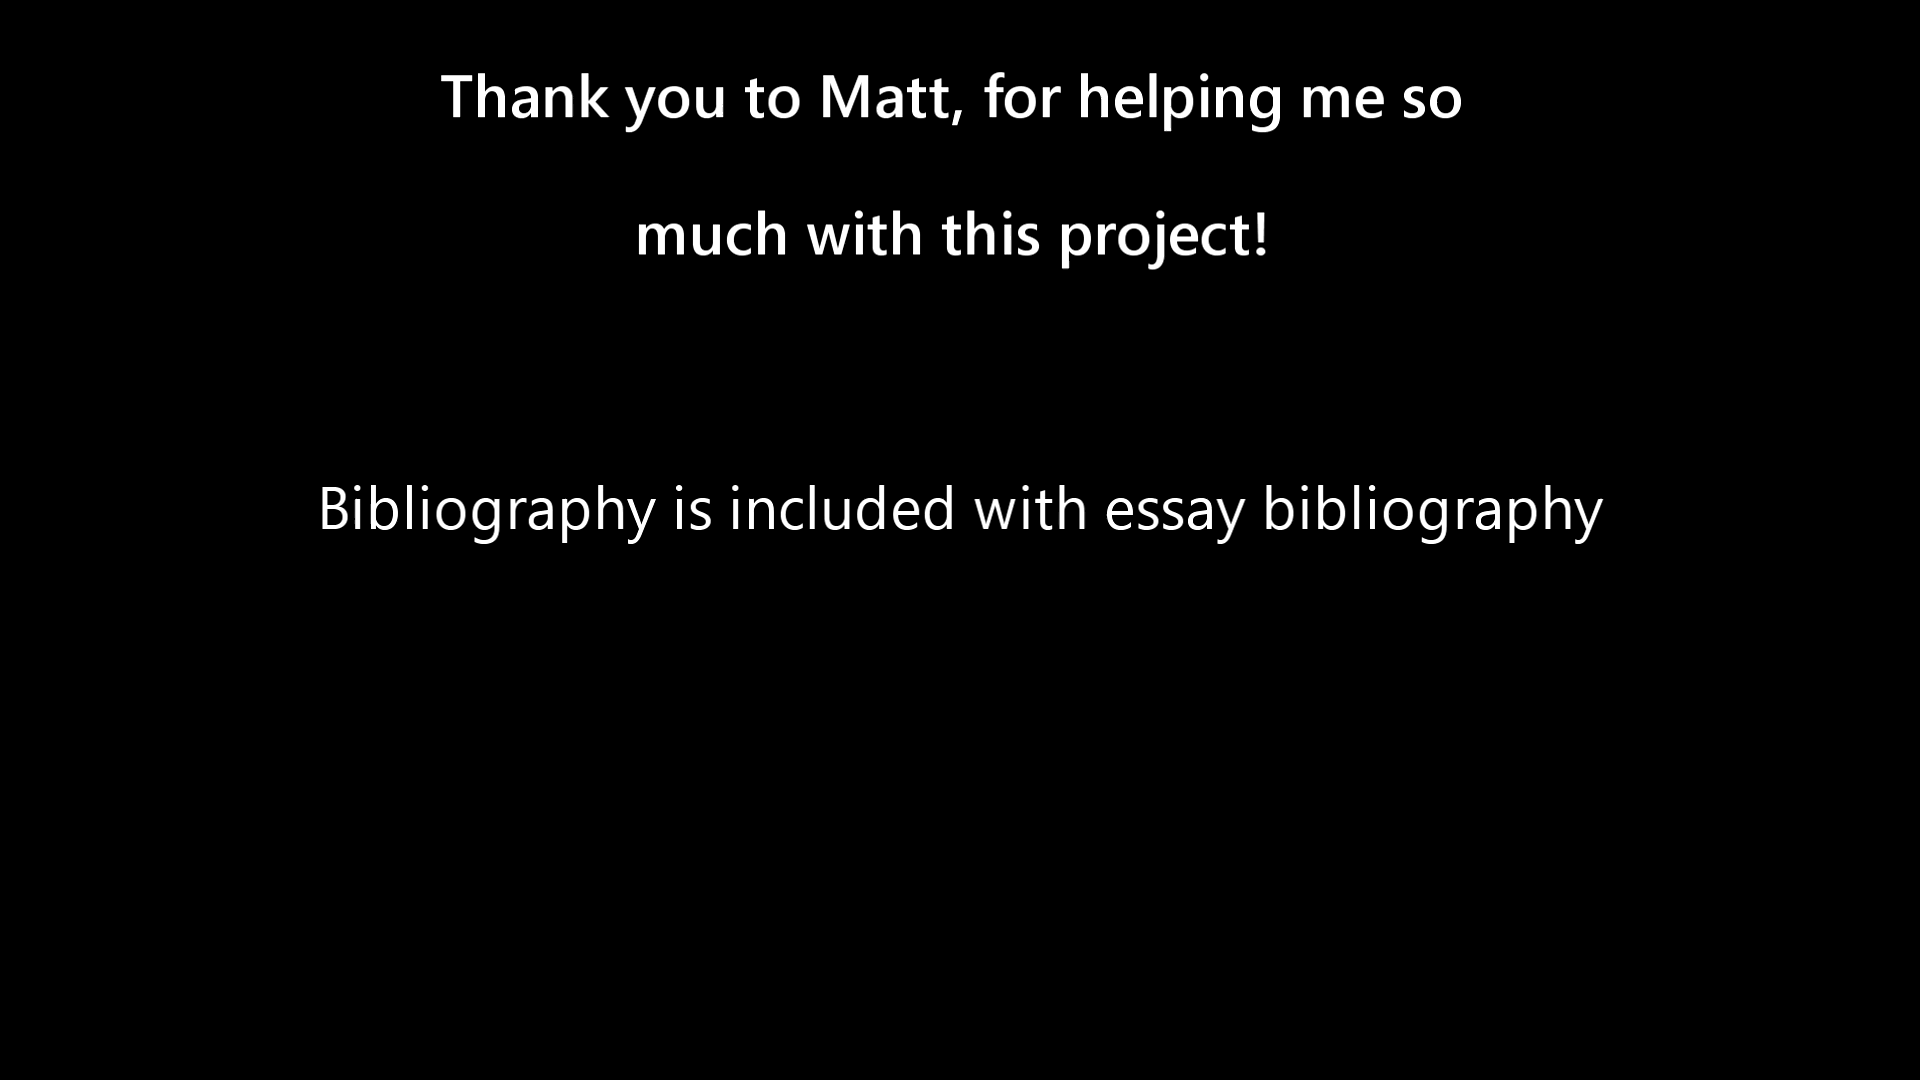 Thank you to Matt, for helping me so
much with this project!
Bibliography is included with essay bibliography